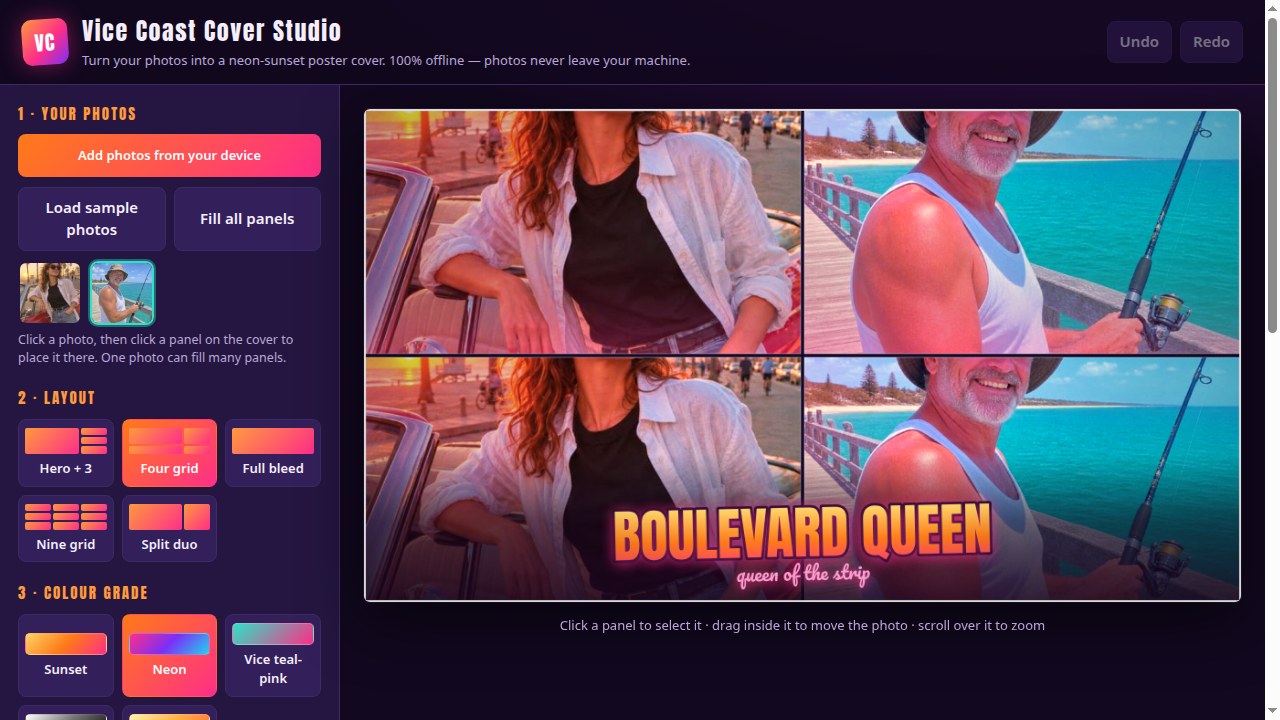 VC
Vice Coast Cover Studio
Turn your photos into a neon-sunset poster cover. 100% offline — photos never leave your machine.
Undo
Redo
1 · YOUR PHOTOS
Add photos from your device
Load sample
photos
Fill all panels
Click a photo, then click a panel on the cover to
place it there. One photo can fill many panels.
2 · LAYOUT
Hero + 3
Four grid
Full bleed
Nine grid
Split duo
3 · COLOUR GRADE
Sunset
Neon
Vice teal-
pink
BOULEVARD QUEEN
queen of the strip
Click a panel to select it · drag inside it to move the photo · scroll over it to zoom